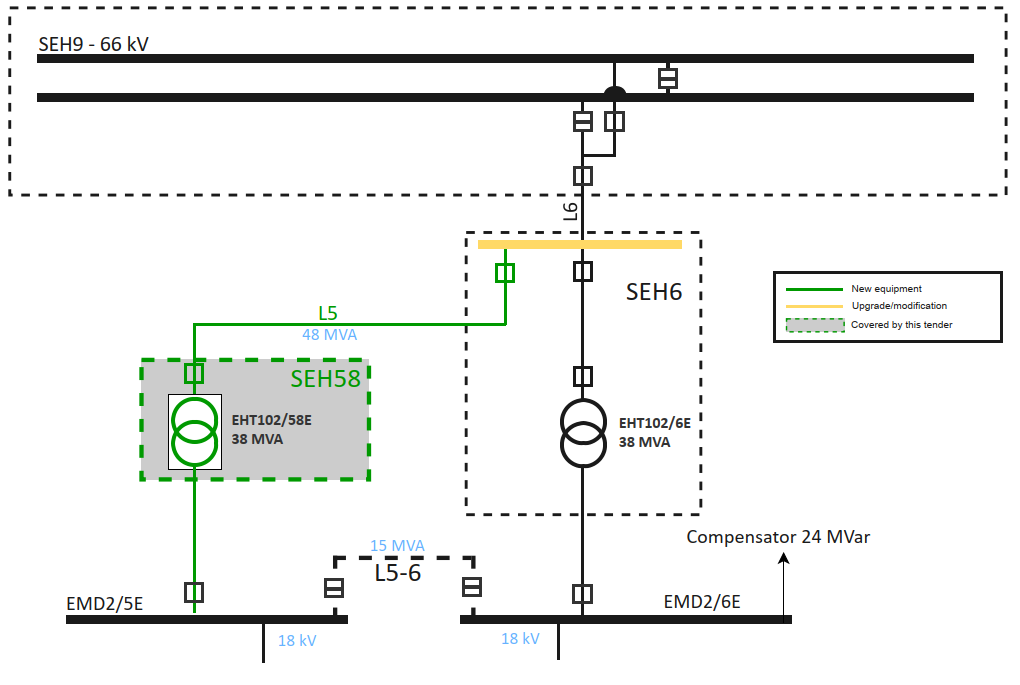 SEH9 - 66 kV
L6
SEH6
New equipment
Upgrade/modification
Covered by this tender
L5
48 MVA
SEH58
EHT102/58E
38 MVA
EHT102/6E
38 MVA
Compensator 24 MVar
15 MVA
L5-6
EMD2/5E
EMD2/6E
18 kV
18 kV